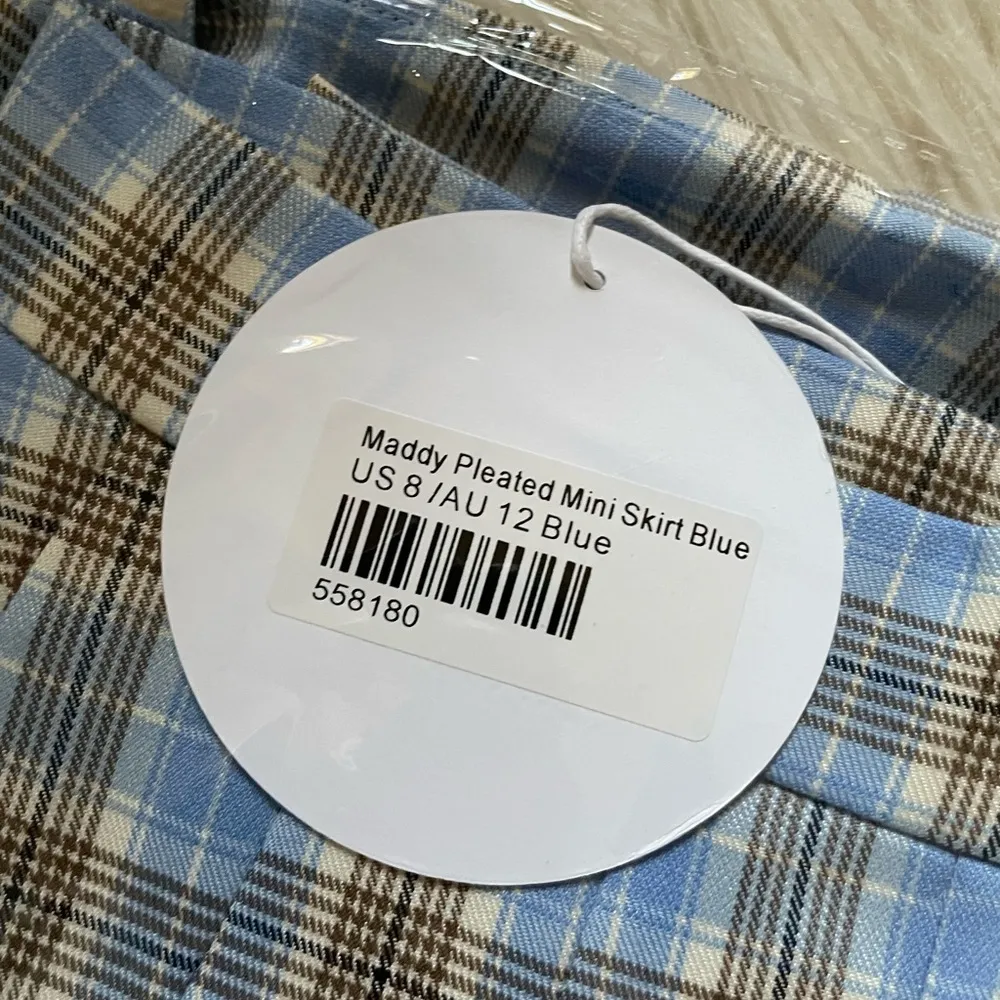 Maddy Pleated Mini Skirt Blue
US 8 /AU 12 Blue
558180